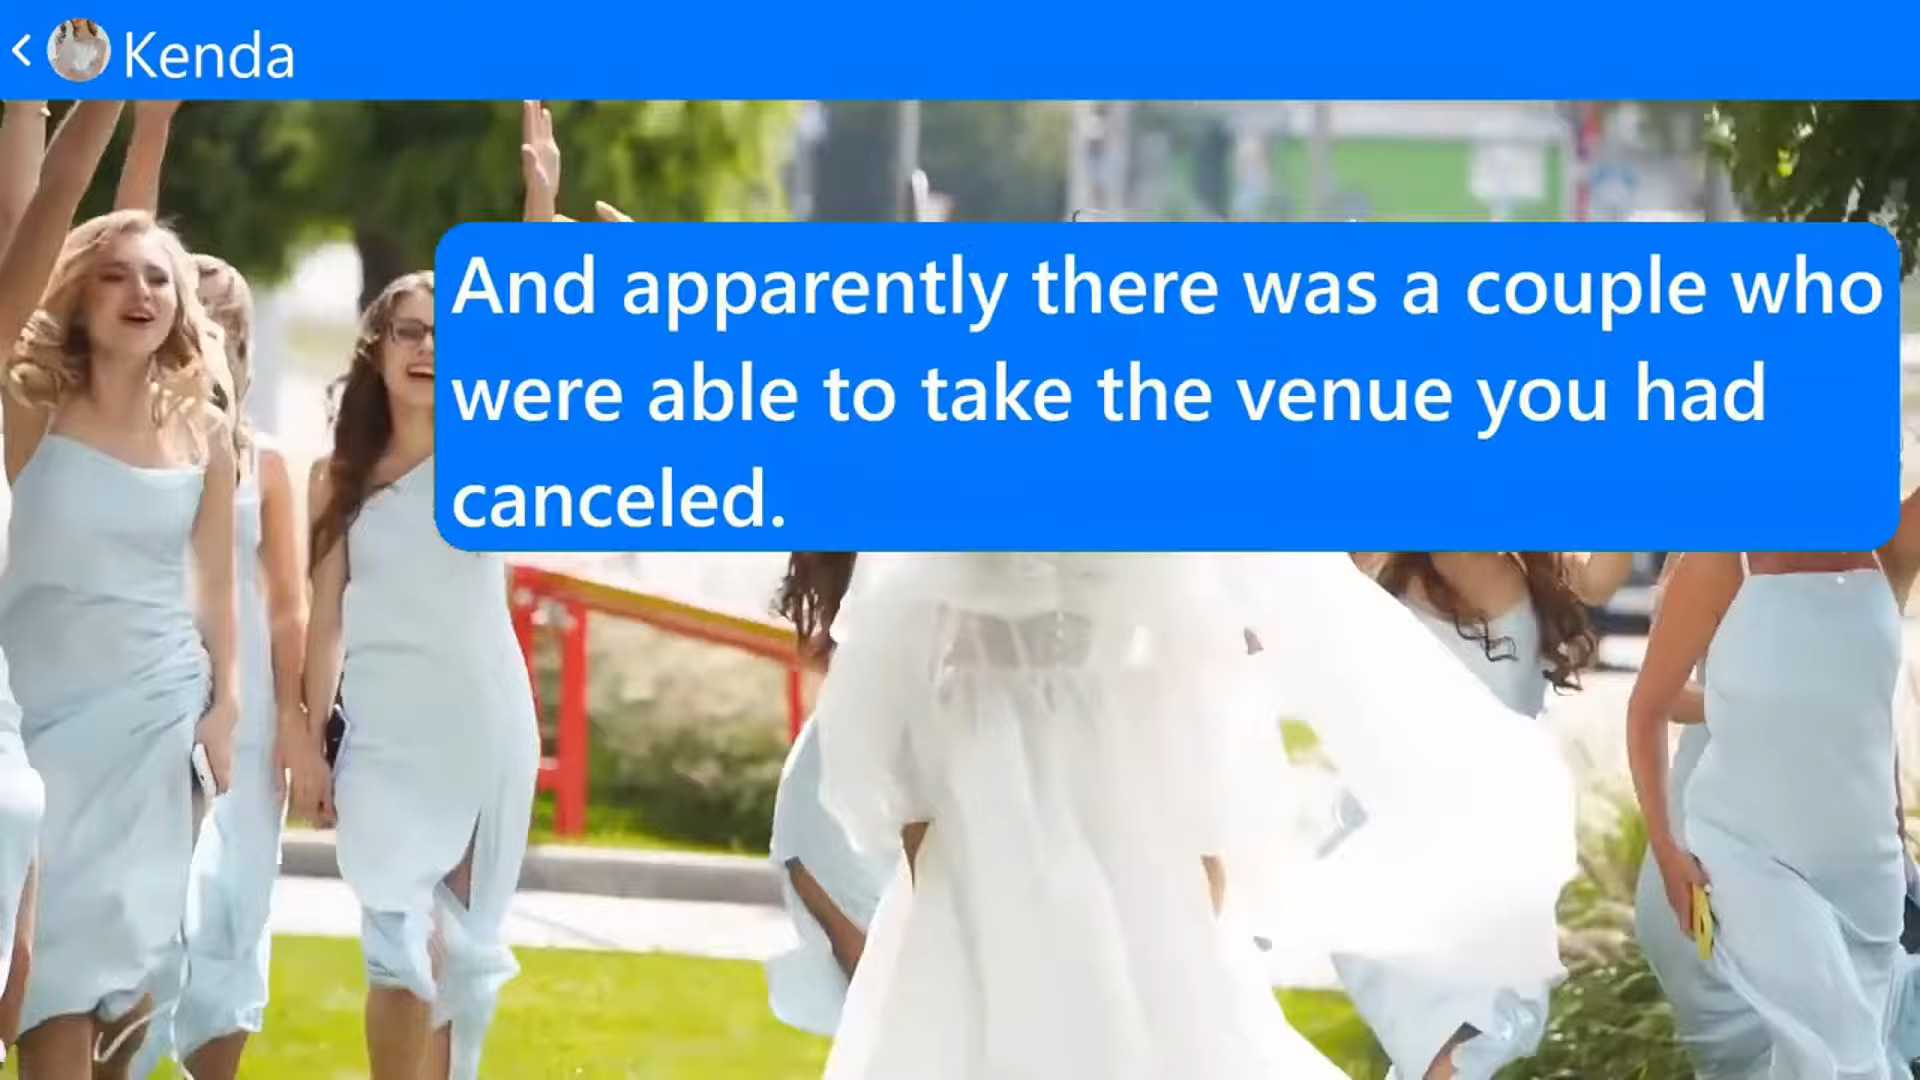 Kenda
And apparently there was a couple who
were able to take the venue you had
canceled.